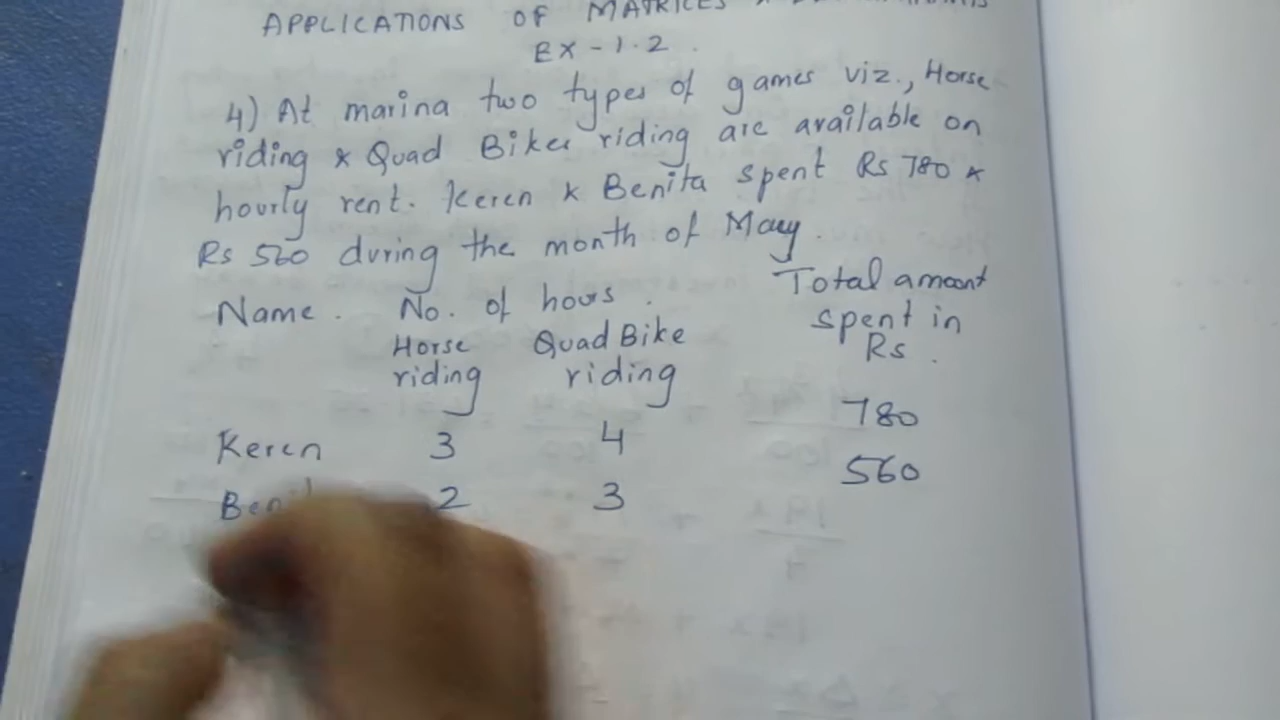 APPLICATIONS OF MATRICES
EX-1.2.
4) At marina two types of games viz., Horse
riding & Quad Bikes riding are available on
hourly rent. Keren & Benita spent Rs 780 &
Rs 560 during the month of May.
Name. No. of hours. Total amount
spent in
Rs.
Horse riding Quad Bike riding
Keren 3 4 780
2 3 560